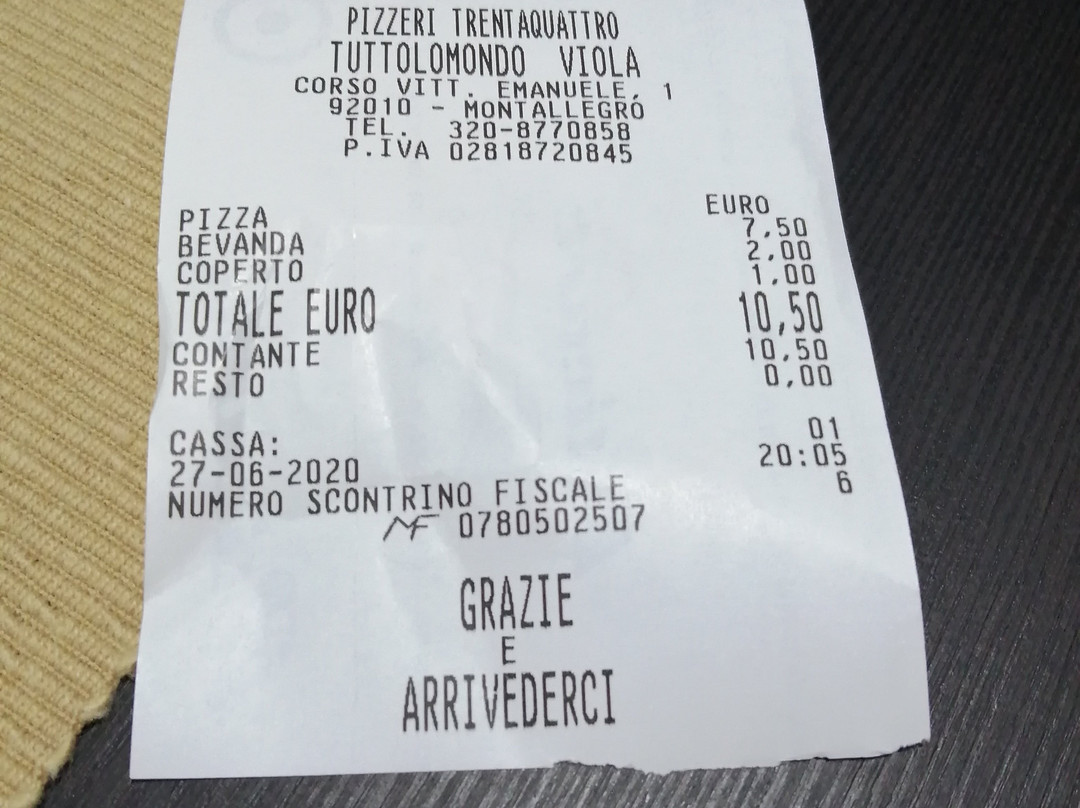 PIZZERI TRENTAQUATTRO
TUTTOLOMONDO VIOLA
CORSO VITT. EMANUELE, 1
92010 - MONTALLEGRO
TEL. 320-8770858
P.IVA 02818720845
EURO
PIZZA 7,50
BEVANDA 2,00
COPERTO 1,00
TOTALE EURO 10,50
CONTANTE 10,50
RESTO 0,00
CASSA: 01
27-06-2020 20:05
NUMERO SCONTRINO FISCALE 6
MF 0780502507
GRAZIE
E
ARRIVEDERCI